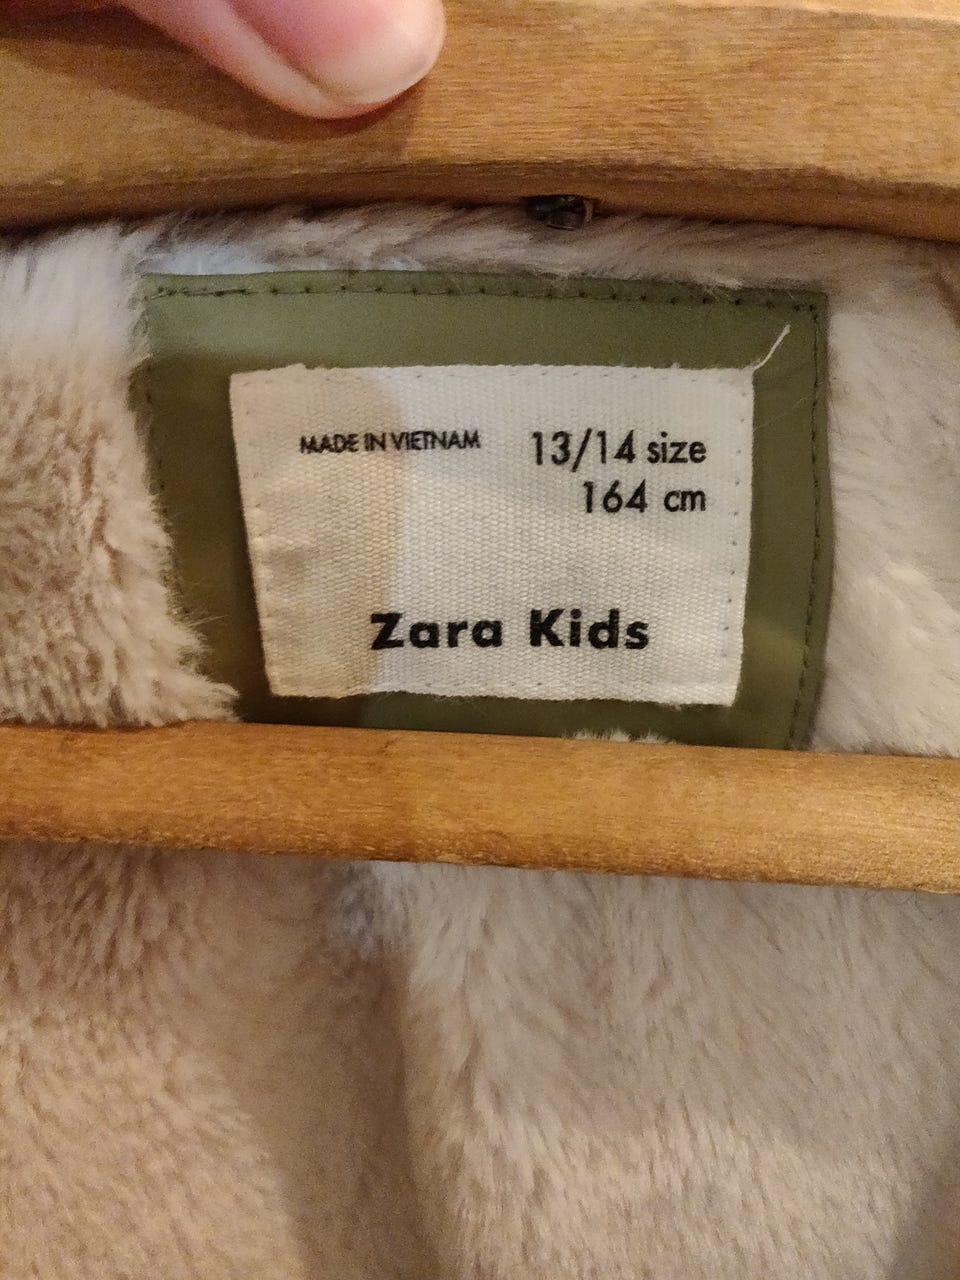 MADE IN VIETNAM
13/14 size
164 cm
Zara Kids